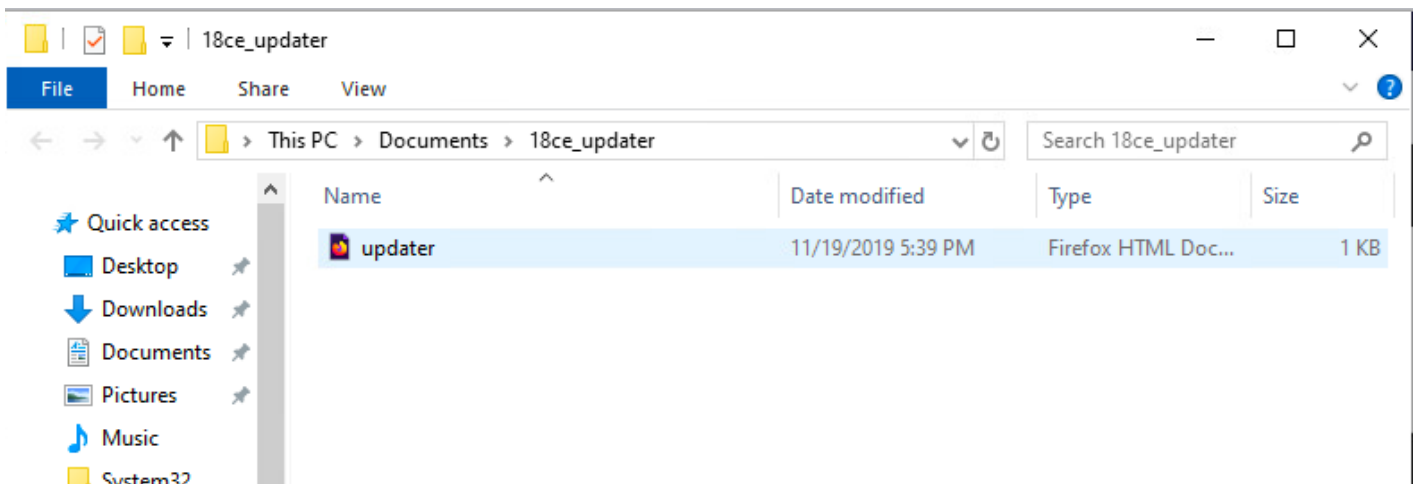 18ce_updater
File Home Share View
This PC > Documents > 18ce_updater Search 18ce_updater
Name Date modified Type Size
Quick access
updater 11/19/2019 5:39 PM Firefox HTML Doc... 1 KB
Desktop
Downloads
Documents
Pictures
Music
System32